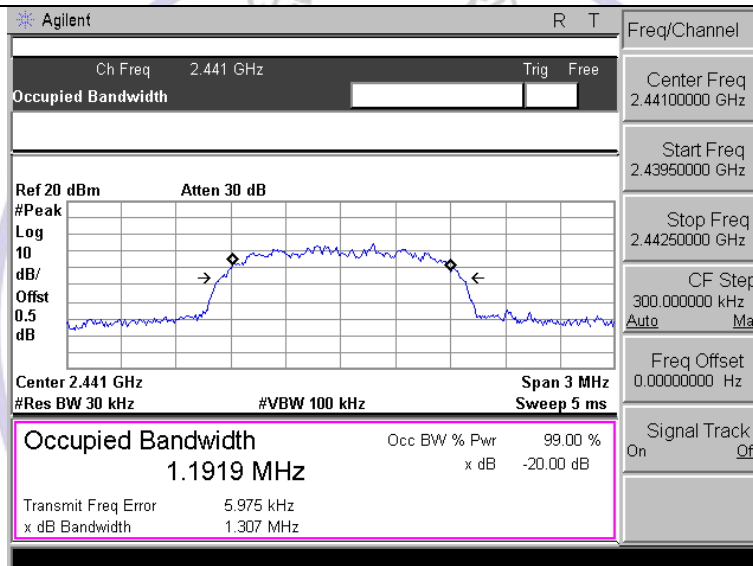 Agilent R T
Ch Freq 2.441 GHz Trig Free
Occupied Bandwidth
Ref 20 dBm Atten 30 dB
#Peak
Log
10
dB/
Offst
0.5
dB
Center 2.441 GHz Span 3 MHz
#Res BW 30 kHz #VBW 100 kHz Sweep 5 ms
Occupied Bandwidth Occ BW % Pwr 99.00 %
1.1919 MHz x dB -20.00 dB
Transmit Freq Error 5.975 kHz
x dB Bandwidth 1.307 MHz
Freq/Channel
Center Freq
2.44100000 GHz
Start Freq
2.43950000 GHz
Stop Freq
2.44250000 GHz
CF Step
300.000000 kHz
Auto Ma
Freq Offset
0.00000000 Hz
Signal Track
On Of